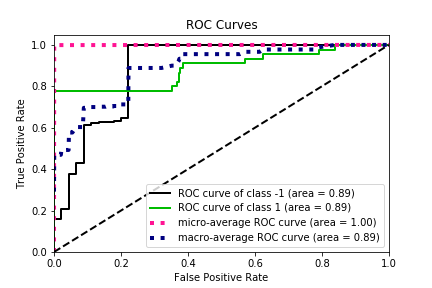 ROC Curves
True Positive Rate
1.0
0.8
0.6
0.4
0.2
0.0
ROC curve of class -1 (area = 0.89)
ROC curve of class 1 (area = 0.89)
micro-average ROC curve (area = 1.00)
macro-average ROC curve (area = 0.89)
0.0 0.2 0.4 0.6 0.8 1.0
False Positive Rate